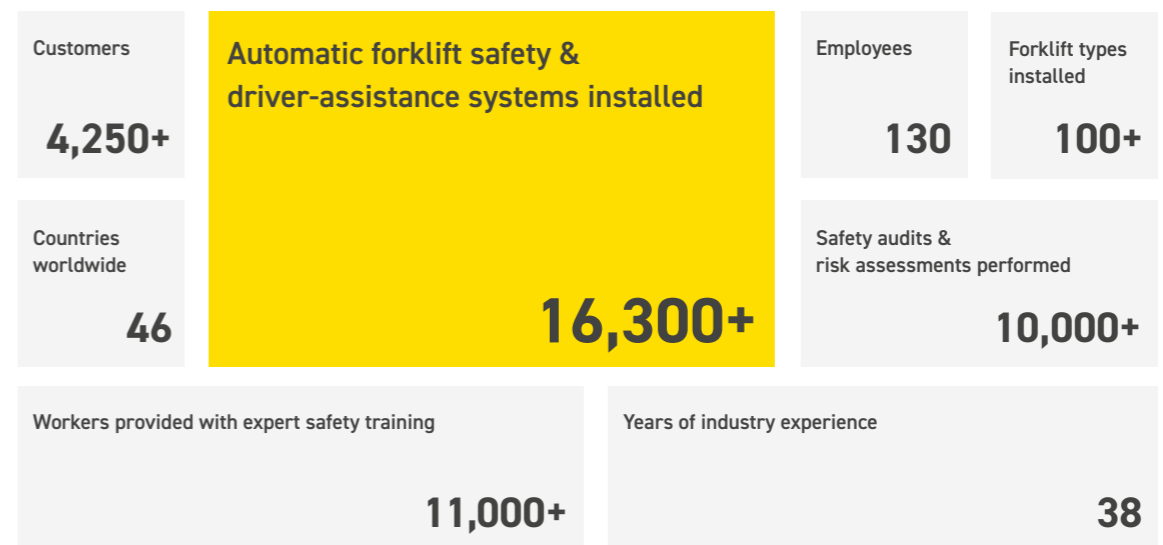 Customers
4,250+
Automatic forklift safety &
driver-assistance systems installed
16,300+
Employees
130
Forklift types
installed
100+
Countries
worldwide
46
Safety audits &
risk assessments performed
10,000+
Workers provided with expert safety training
11,000+
Years of industry experience
38